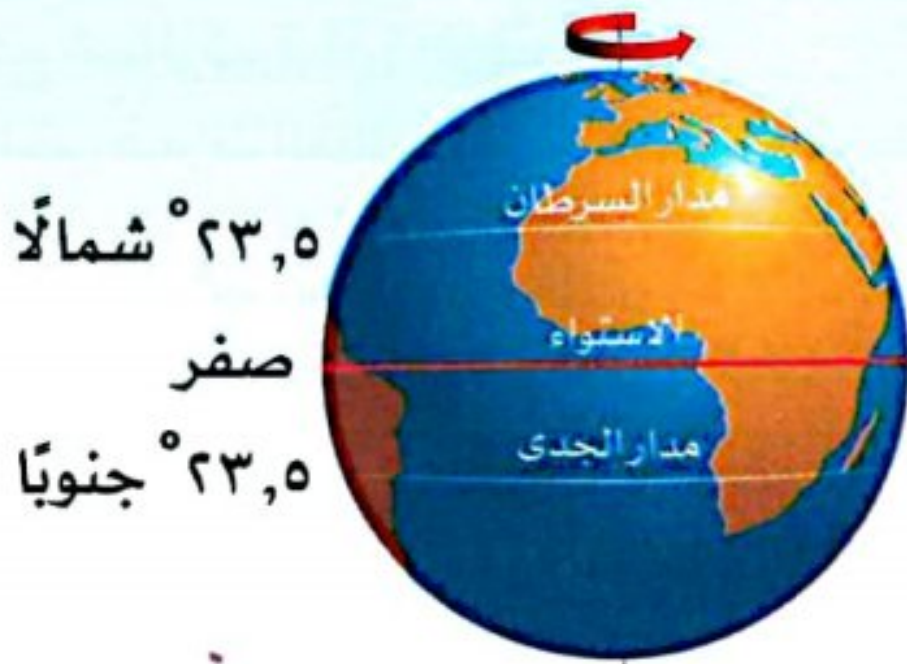 مدار السرطان
٢٣,٥° شمالًا
الاستواء
صفر
مدار الجدى
٢٣,٥° جنوبًا